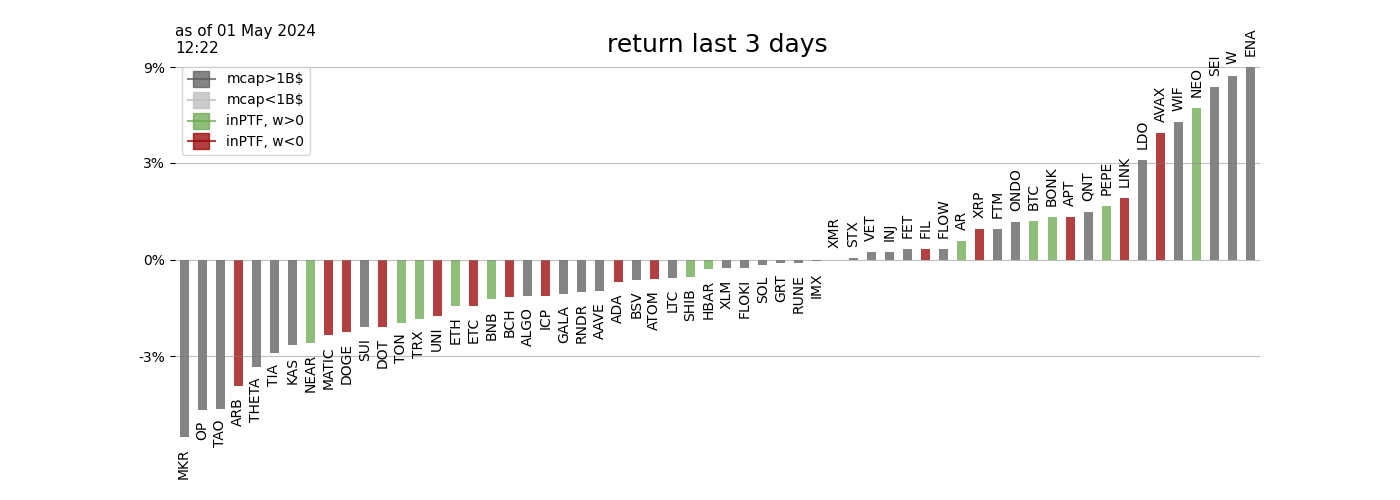 as of 01 May 2024
12:22
return last 3 days
9%
3%
0%
-3%
mcap>1B$
mcap<1B$
inPTF, w>0
inPTF, w<0
MKR
OP
TAO
ARB
THETA
TIA
KAS
NEAR
MATIC
DOGE
SUI
DOT
TON
TRX
UNI
ETH
ETC
BNB
BCH
ALGO
ICP
GALA
RNDR
AAVE
ADA
BSV
ATOM
LTC
SHIB
HBAR
XLM
FLOKI
SOL
GRT
RUNE
IMX
XMR
STX
VET
INJ
FET
FIL
FLOW
AR
XRP
FTM
ONDO
BTC
BONK
APT
QNT
PEPE
LINK
LDO
AVAX
WIF
NEO
SEI
W
ENA